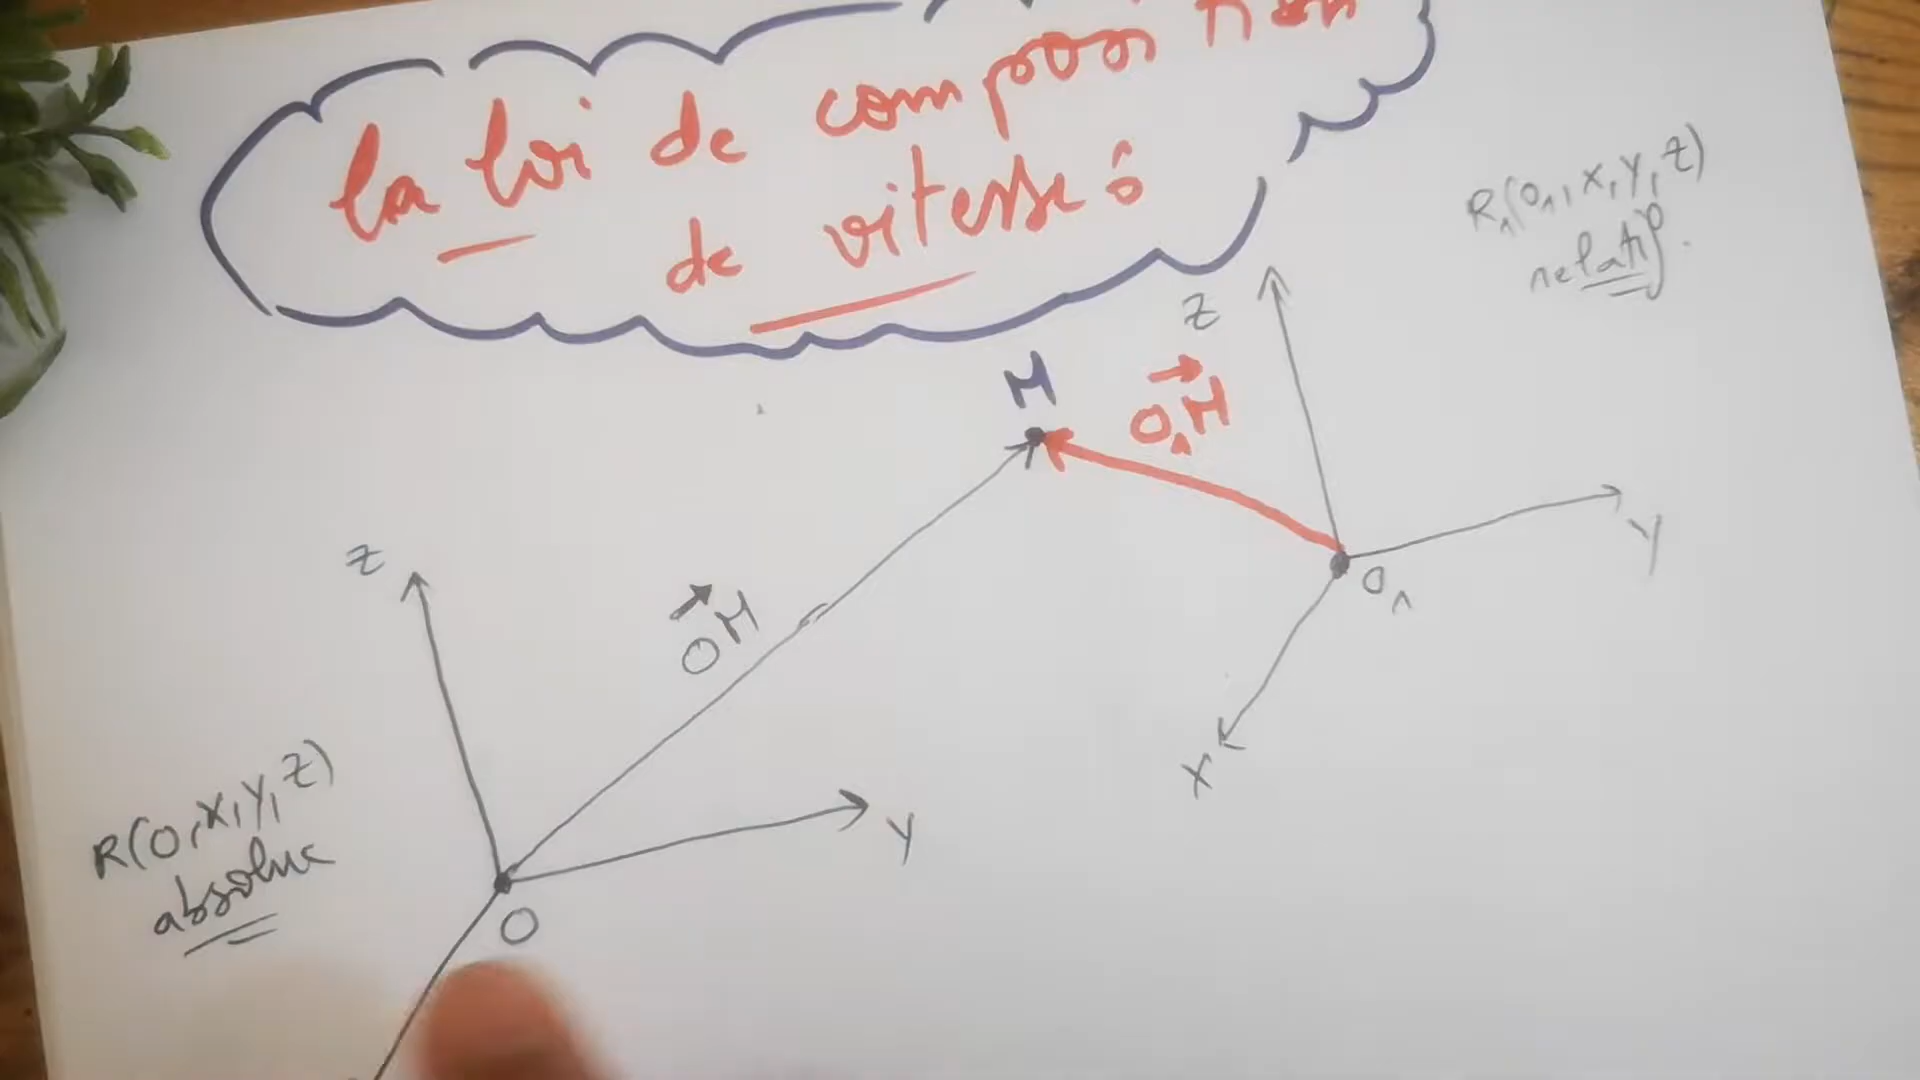 la loi de composition
de vitesse ô
R₁(O₁,X,Y,Z)
relatif.
Z
M
O₁M
Y
O₁
X
Z
OM
R(O,X,Y,Z)
absolue
Y
O